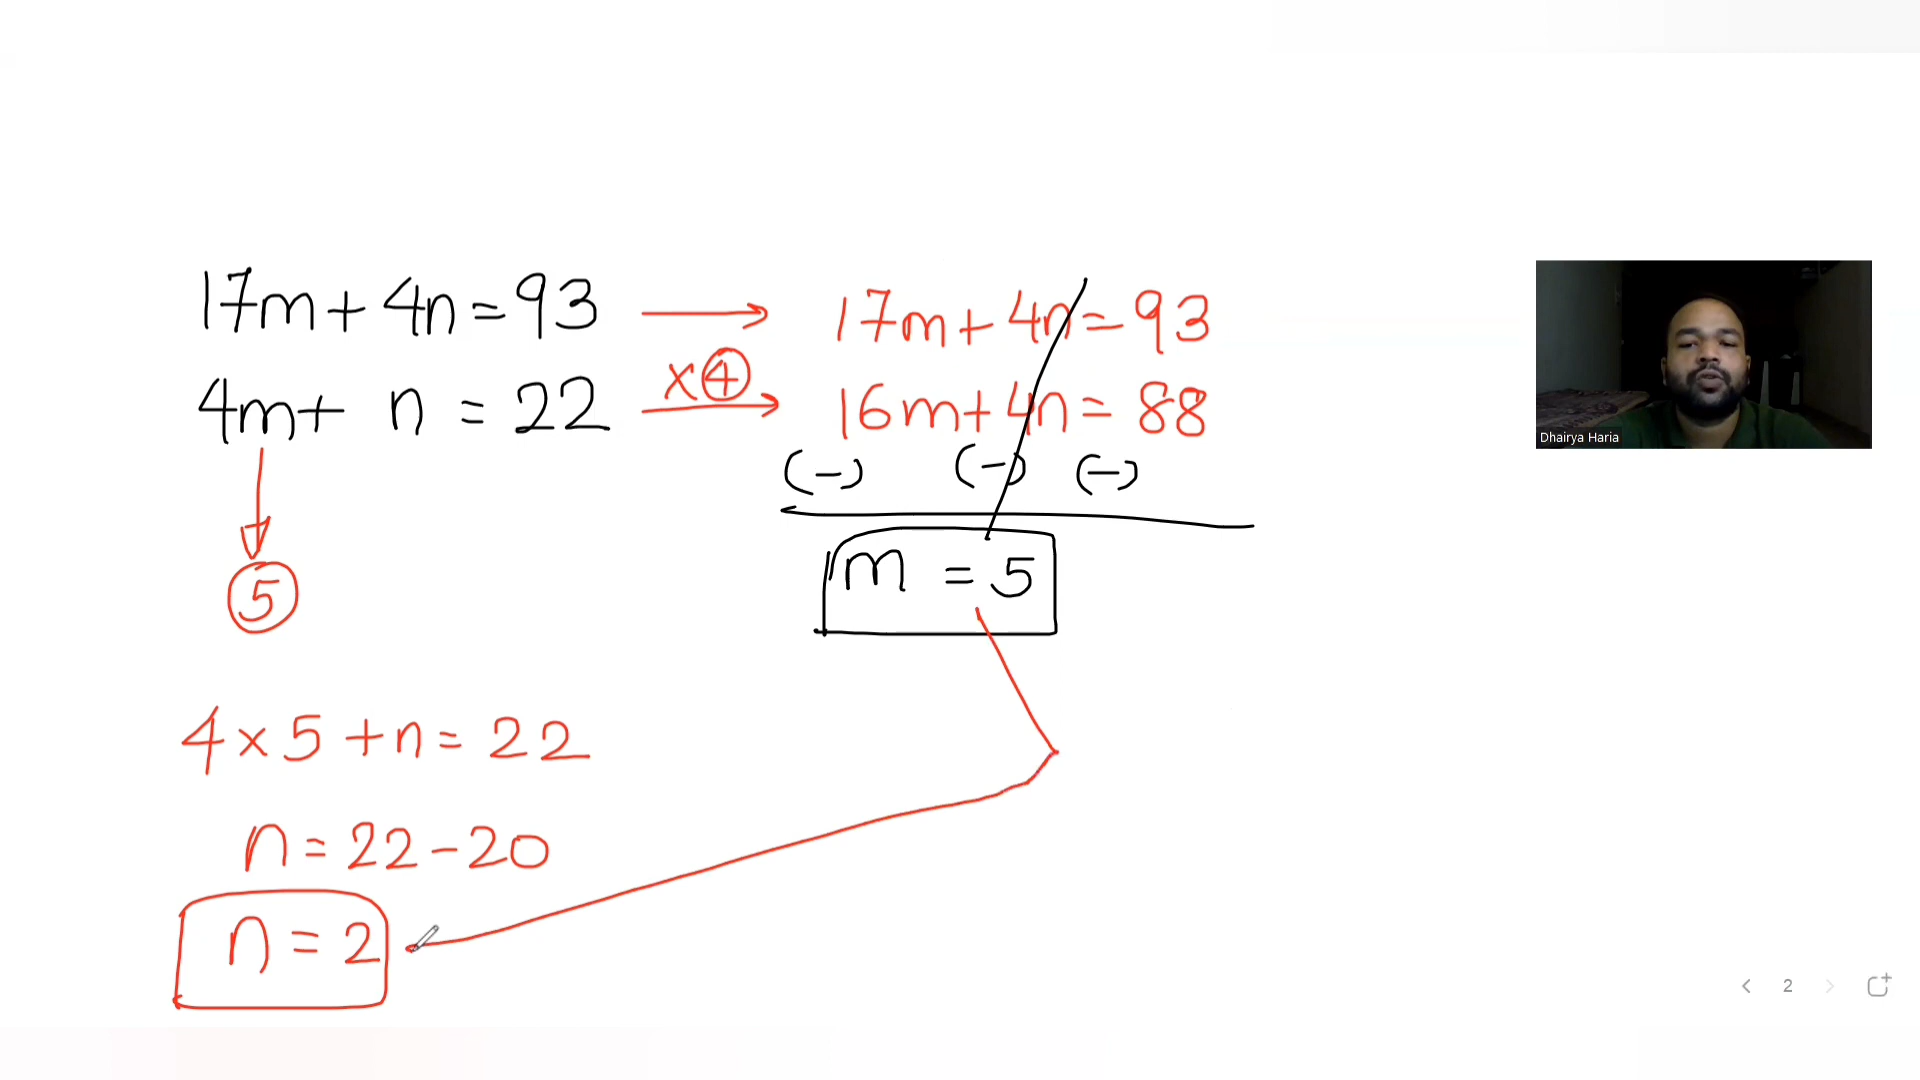 17m + 4n = 93
4m + n = 22
×4
17m + 4n = 93
16m + 4n = 88
(-) (-) (-)
m = 5
5
4 × 5 + n = 22
n = 22 - 20
n = 2
Dhairya Haria
2